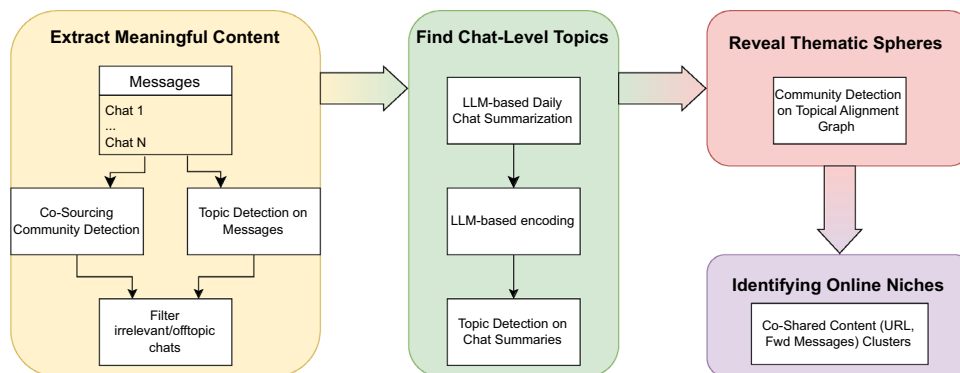 Extract Meaningful Content
Messages
Chat 1
...
Chat N
Co-Sourcing
Community Detection
Topic Detection on
Messages
Filter
irrelevant/offtopic
chats
Find Chat-Level Topics
LLM-based Daily
Chat Summarization
LLM-based encoding
Topic Detection on
Chat Summaries
Reveal Thematic Spheres
Community Detection
on Topical Alignment
Graph
Identifying Online Niches
Co-Shared Content (URL,
Fwd Messages) Clusters